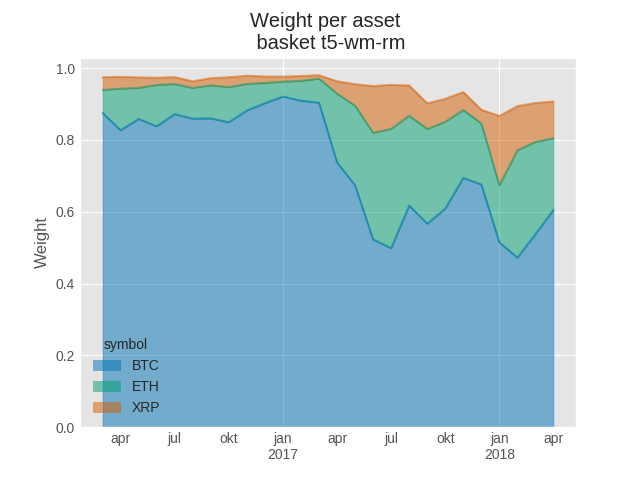 Weight per asset
basket t5-wm-rm
1.0
0.8
0.6
0.4
0.2
0.0
Weight
symbol
BTC
ETH
XRP
apr jul okt jan apr jul okt jan apr
2017 2018